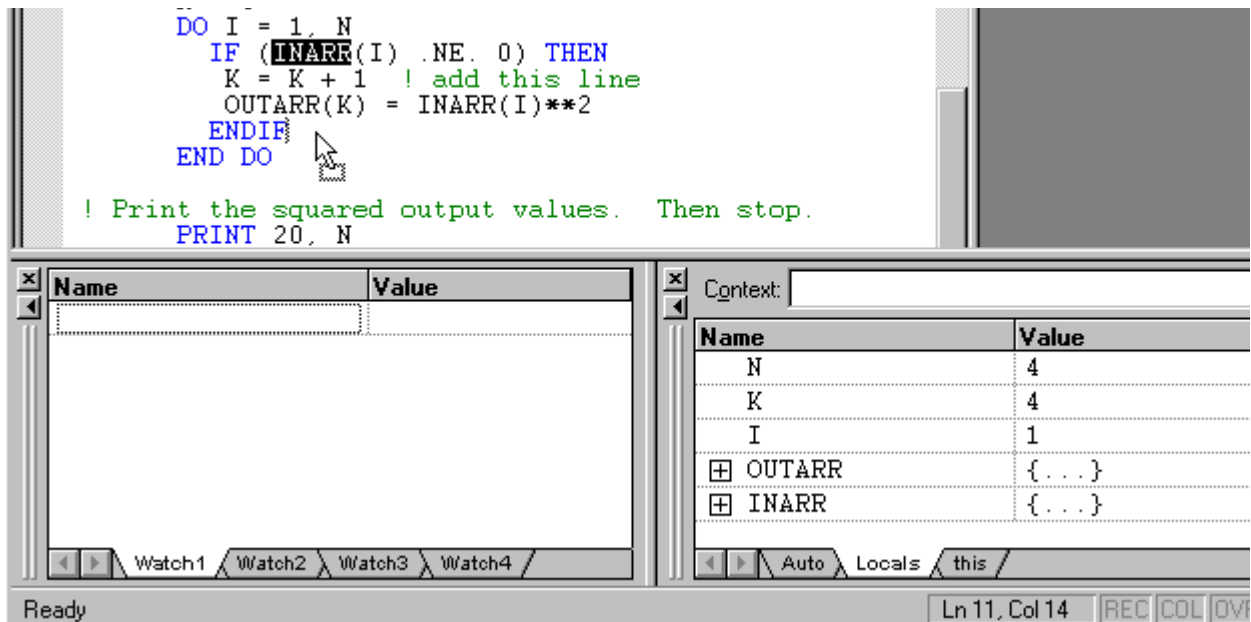 DO I = 1, N
IF (INARR(I) .NE. 0) THEN
K = K + 1 ! add this line
OUTARR(K) = INARR(I)**2
ENDIF
END DO
! Print the squared output values. Then stop.
PRINT 20, N
Name Value
Context:
Name Value
N 4
K 4
I 1
OUTARR {...}
INARR {...}
Watch1 Watch2 Watch3 Watch4
Auto Locals this
Ready
Ln 11, Col 14 REC COL OVR